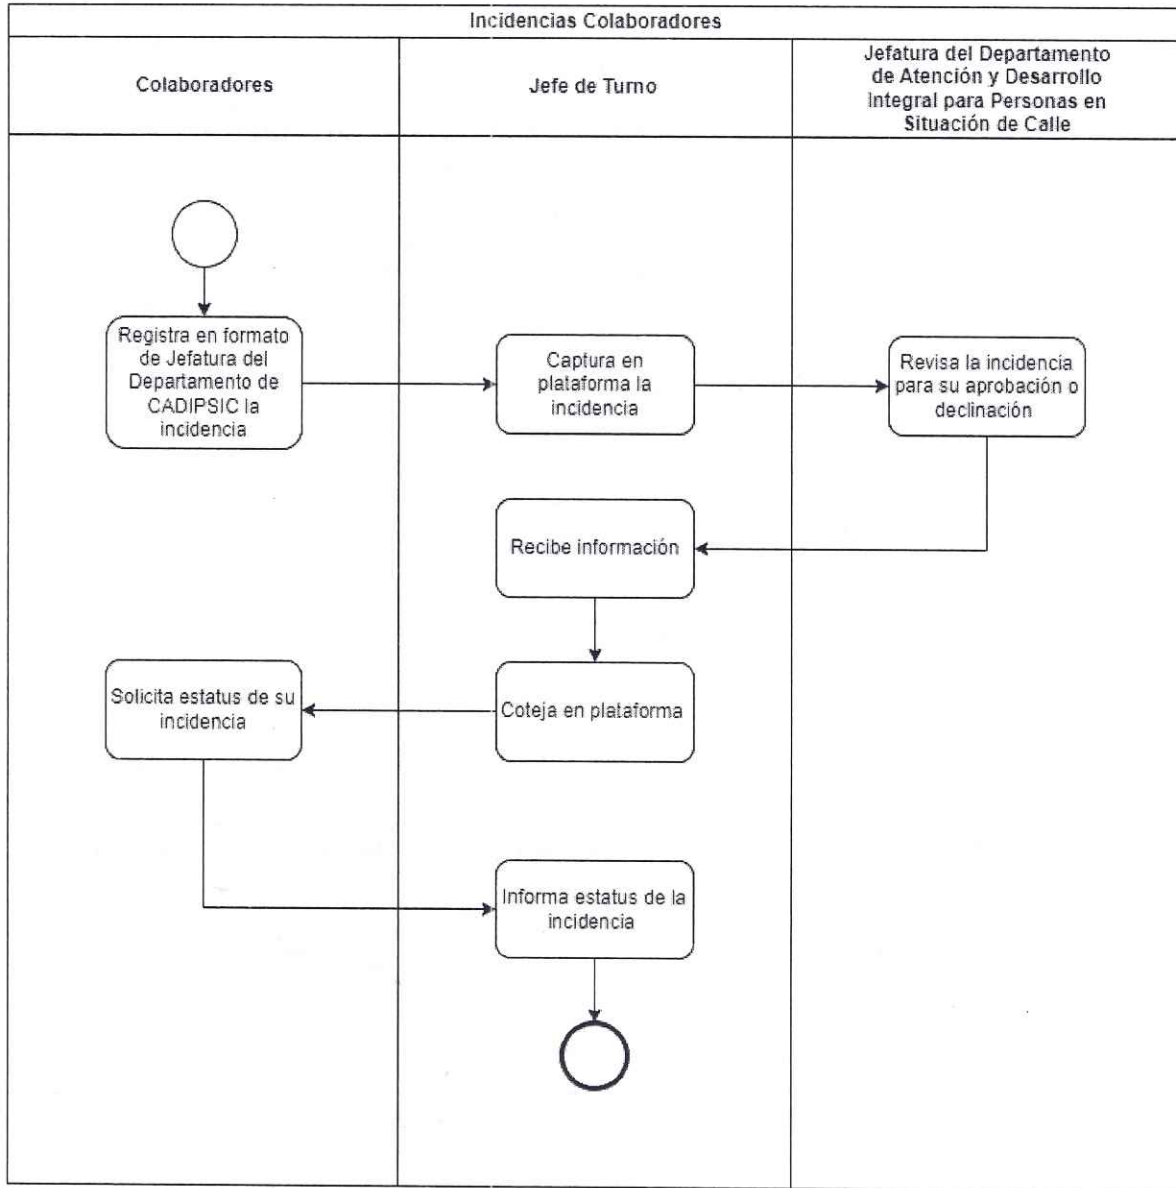 Incidencias Colaboradores
Colaboradores
Jefe de Turno
Jefatura del Departamento
de Atención y Desarrollo
Integral para Personas en
Situación de Calle
Registra en formato
de Jefatura del
Departamento de
CADIPSIC la
incidencia
Captura en
plataforma la
incidencia
Revisa la incidencia
para su aprobación o
declinación
Recibe información
Coteja en plataforma
Solicita estatus de su
incidencia
Informa estatus de la
incidencia